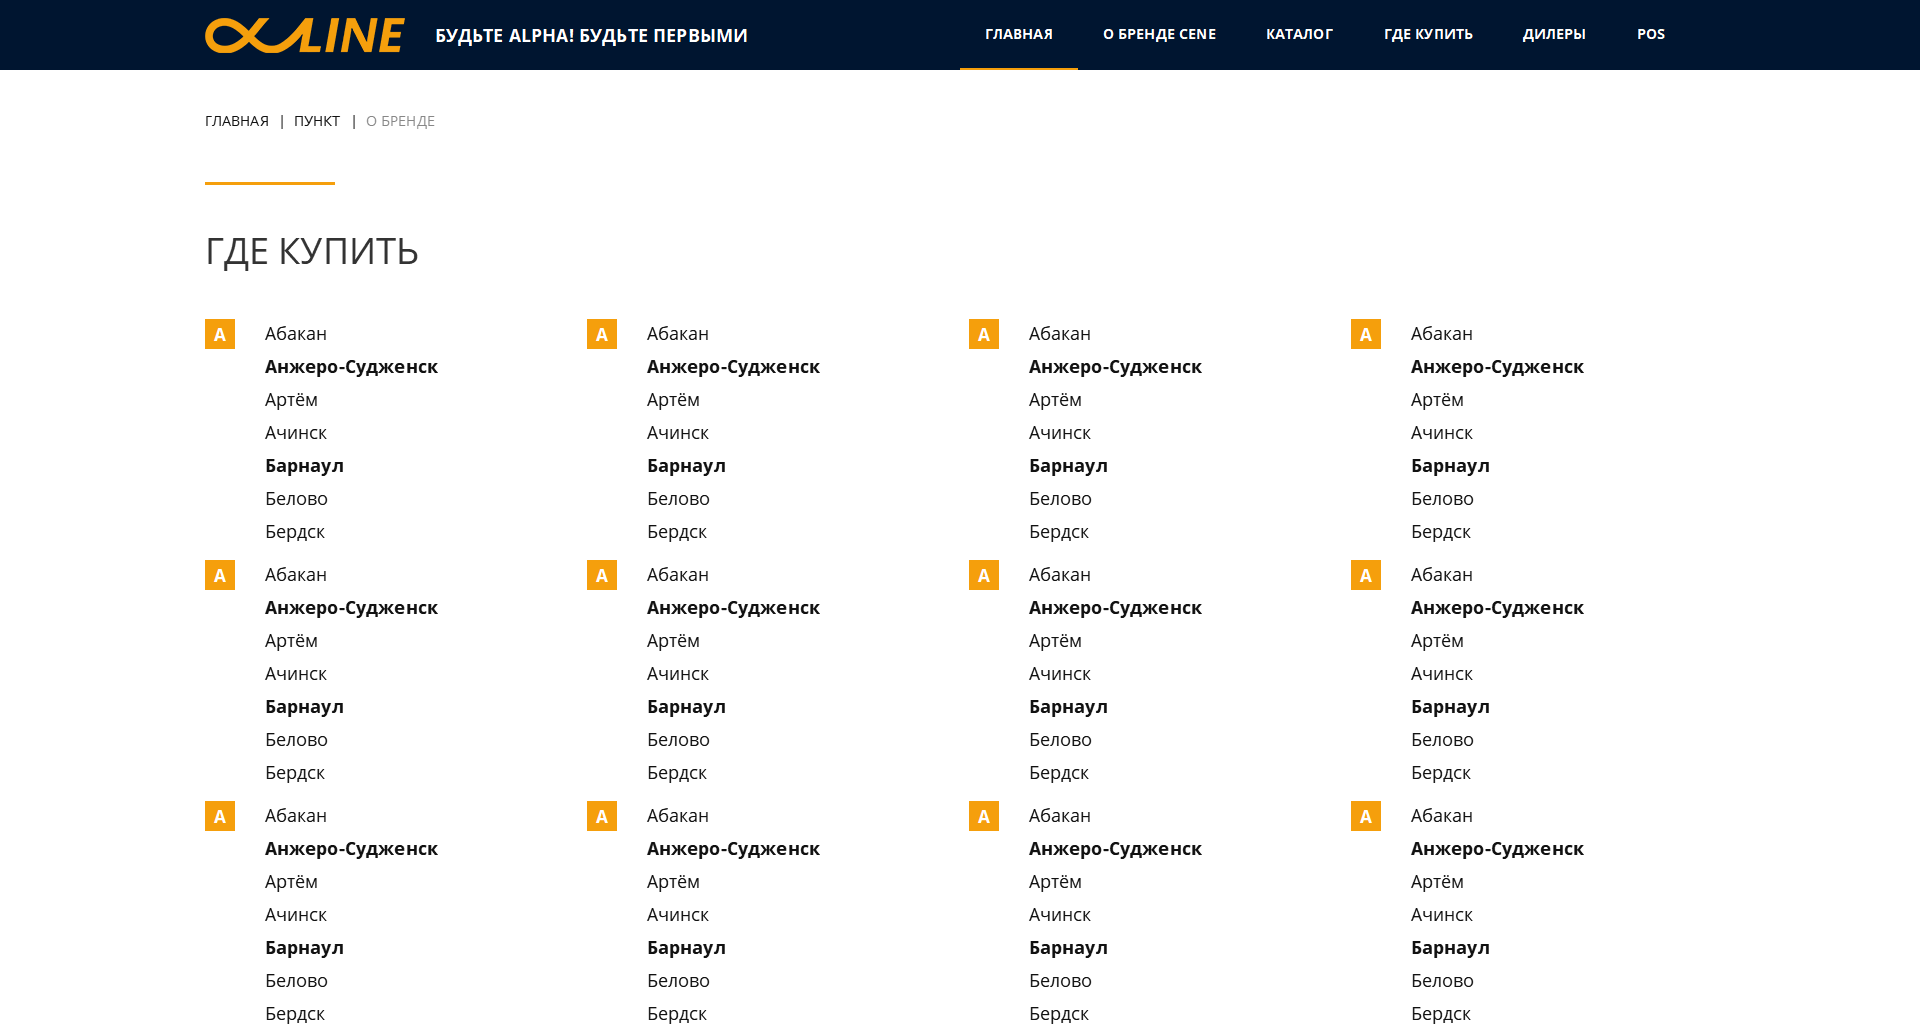 αLINE
БУДЬТЕ ALPHA! БУДЬТЕ ПЕРВЫМИ
ГЛАВНАЯ О БРЕНДЕ CENE КАТАЛОГ ГДЕ КУПИТЬ ДИЛЕРЫ POS
ГЛАВНАЯ | ПУНКТ | О БРЕНДЕ
ГДЕ КУПИТЬ
А Абакан А Абакан А Абакан А Абакан
Анжеро-Судженск Анжеро-Судженск Анжеро-Судженск Анжеро-Судженск
Артём Артём Артём Артём
Ачинск Ачинск Ачинск Ачинск
Барнаул Барнаул Барнаул Барнаул
Белово Белово Белово Белово
Бердск Бердск Бердск Бердск
А Абакан А Абакан А Абакан А Абакан
Анжеро-Судженск Анжеро-Судженск Анжеро-Судженск Анжеро-Судженск
Артём Артём Артём Артём
Ачинск Ачинск Ачинск Ачинск
Барнаул Барнаул Барнаул Барнаул
Белово Белово Белово Белово
Бердск Бердск Бердск Бердск
А Абакан А Абакан А Абакан А Абакан
Анжеро-Судженск Анжеро-Судженск Анжеро-Судженск Анжеро-Судженск
Артём Артём Артём Артём
Ачинск Ачинск Ачинск Ачинск
Барнаул Барнаул Барнаул Барнаул
Белово Белово Белово Белово
Бердск Бердск Бердск Бердск